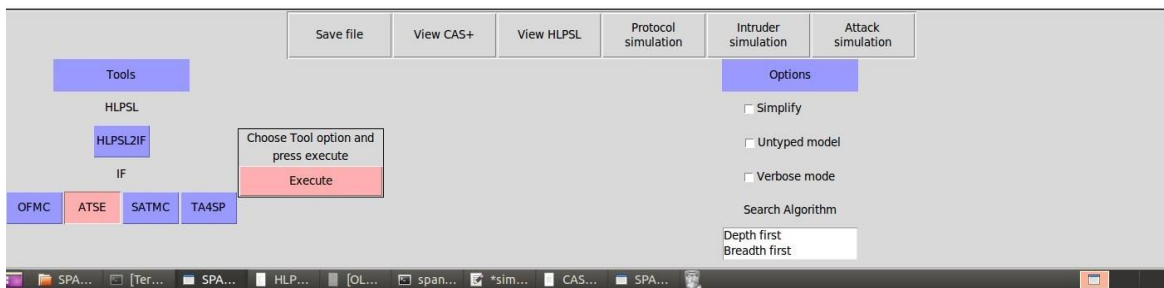 Save file
View CAS+
View HLPSL
Protocol
simulation
Intruder
simulation
Attack
simulation
Tools
HLPSL
HLPSL2IF
IF
OFMC
ATSE
SATMC
TA4SP
Choose Tool option and
press execute
Execute
Options
Simplify
Untyped model
Verbose mode
Search Algorithm
Depth first
Breadth first
SPA...
[Ter...
SPA...
HLP...
[OL...
span...
*sim...
CAS...
SPA...